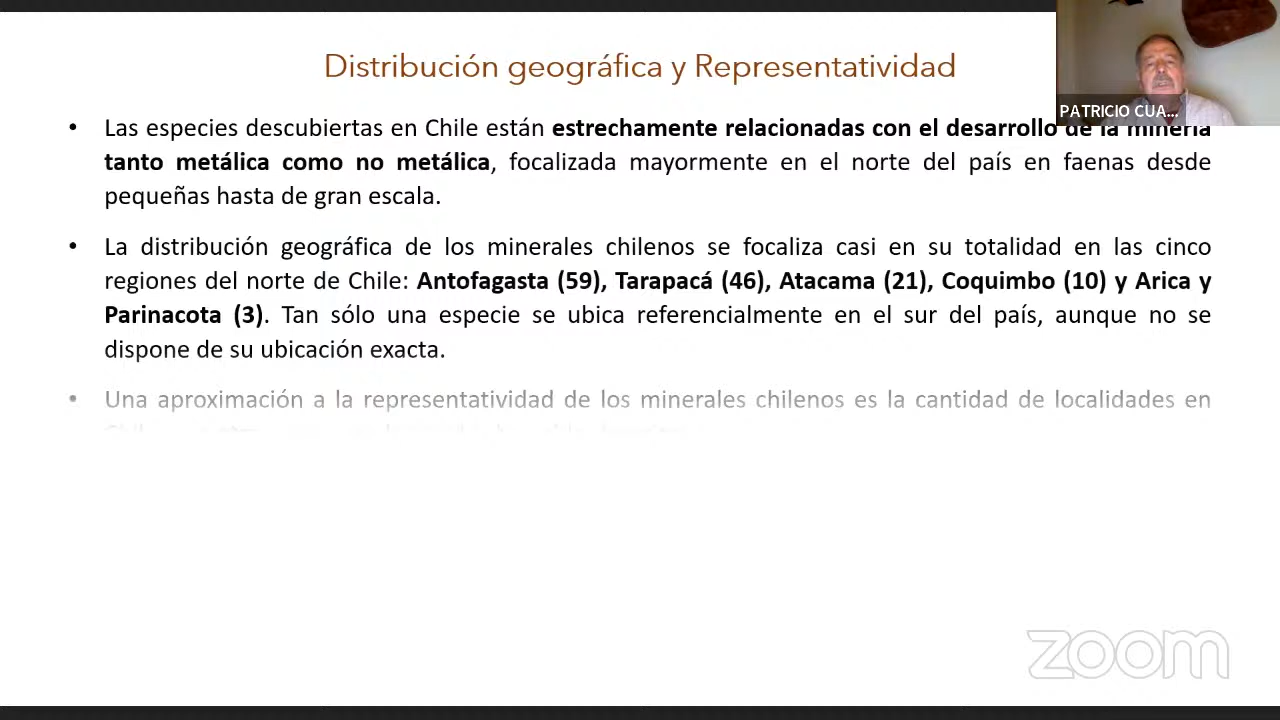 Distribución geográfica y Representatividad
PATRICIO CUA...
• Las especies descubiertas en Chile están estrechamente relacionadas con el desarrollo de la minería
tanto metálica como no metálica, focalizada mayormente en el norte del país en faenas desde
pequeñas hasta de gran escala.
• La distribución geográfica de los minerales chilenos se focaliza casi en su totalidad en las cinco
regiones del norte de Chile: Antofagasta (59), Tarapacá (46), Atacama (21), Coquimbo (10) y Arica y
Parinacota (3). Tan sólo una especie se ubica referencialmente en el sur del país, aunque no se
dispone de su ubicación exacta.
• Una aproximación a la representatividad de los minerales chilenos es la cantidad de localidades en
zoom